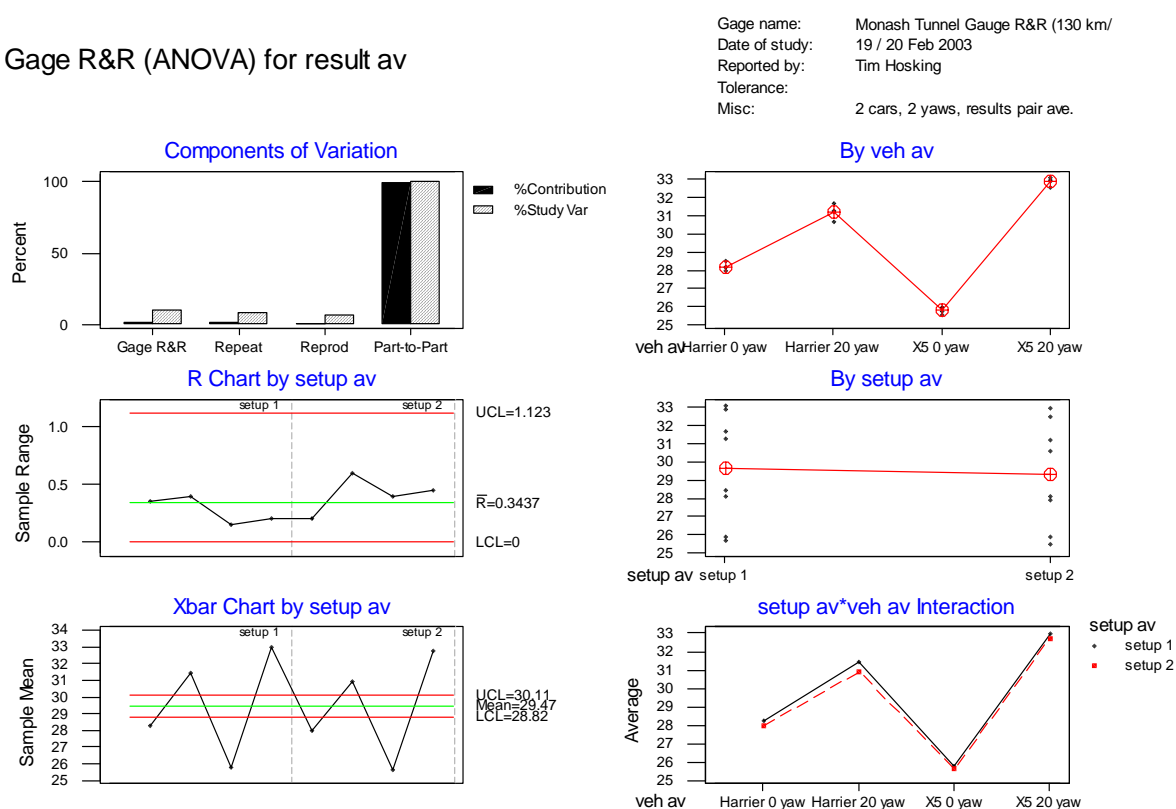 Gage R&R (ANOVA) for result av
Gage name: Monash Tunnel Gauge R&R (130 km/
Date of study: 19 / 20 Feb 2003
Reported by: Tim Hosking
Tolerance:
Misc: 2 cars, 2 yaws, results pair ave.
Components of Variation
100
50
0
Percent
Gage R&R Repeat Reprod Part-to-Part
%Contribution
%Study Var
By veh av
33
32
31
30
29
28
27
26
25
veh av Harrier 0 yaw Harrier 20 yaw X5 0 yaw X5 20 yaw
R Chart by setup av
setup 1 setup 2
1.0
0.5
0.0
Sample Range
UCL=1.123
R=0.3437
LCL=0
By setup av
33
32
31
30
29
28
27
26
25
setup av setup 1 setup 2
Xbar Chart by setup av
setup 1 setup 2
34
33
32
31
30
29
28
27
26
25
Sample Mean
UCL=30.11
Mean=29.47
LCL=28.82
setup av*veh av Interaction
33
32
31
30
29
28
27
26
25
Average
veh av Harrier 0 yaw Harrier 20 yaw X5 0 yaw X5 20 yaw
setup av
setup 1
setup 2